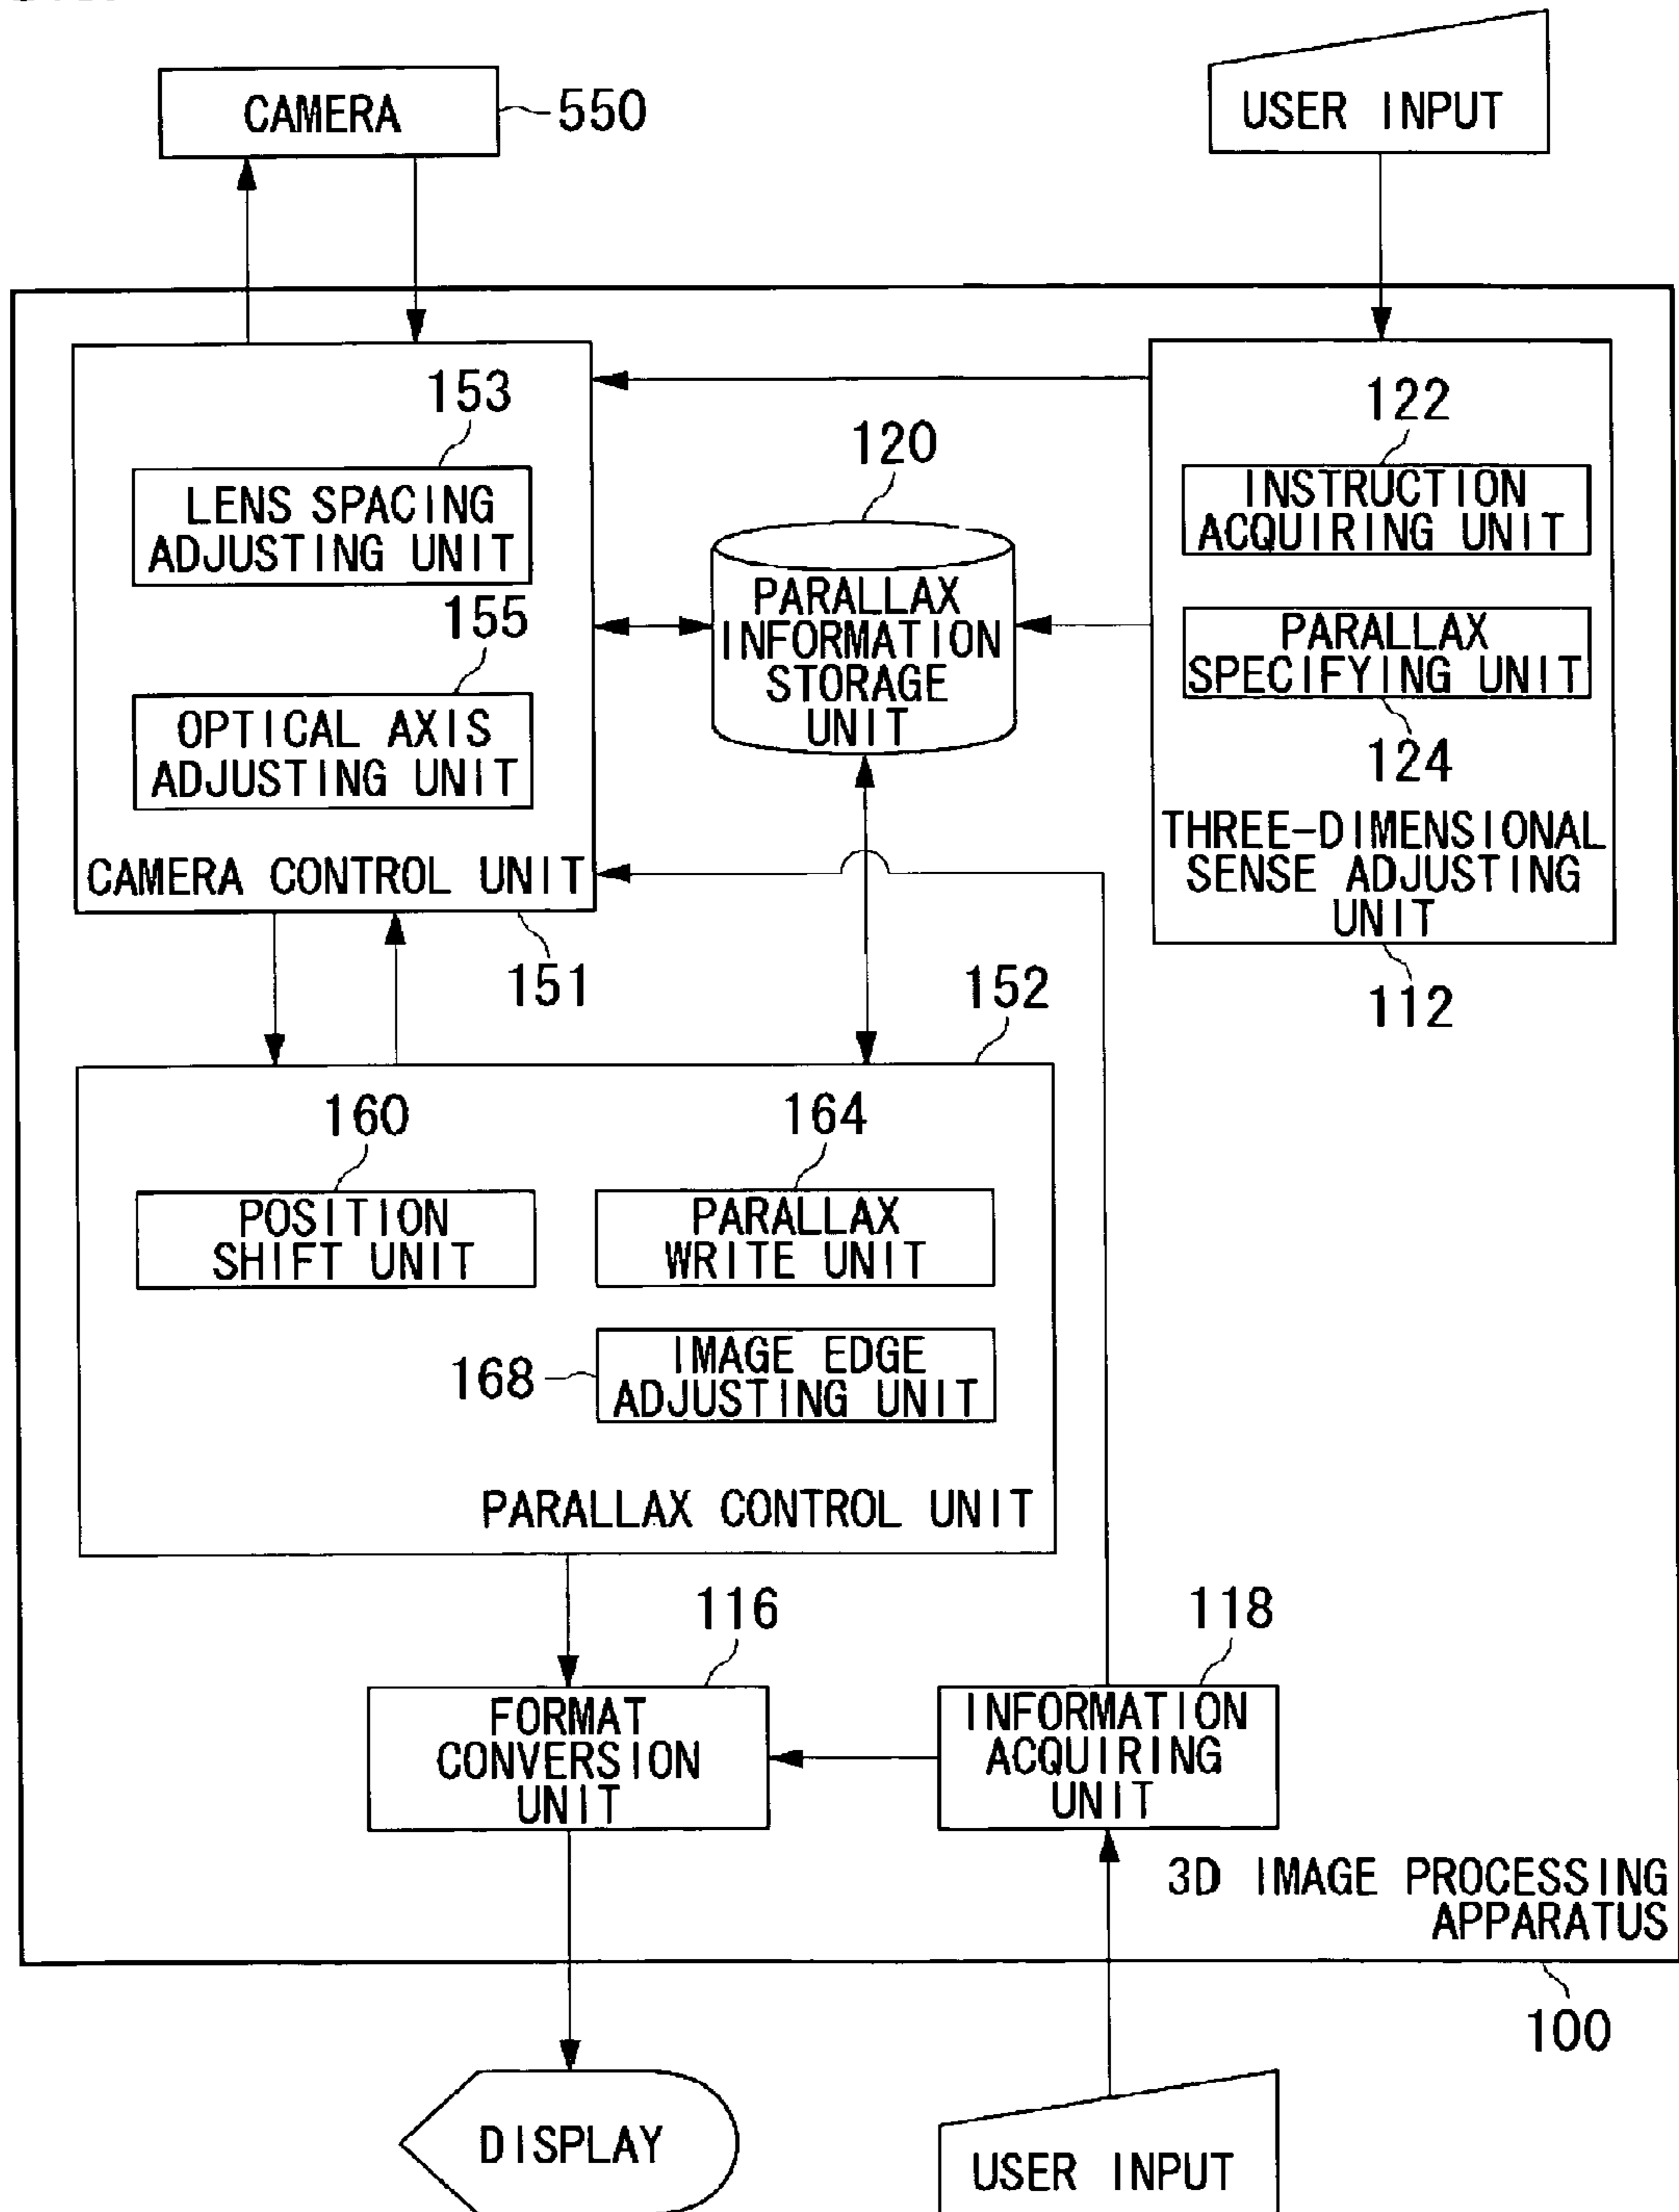 CAMERA
550
USER INPUT
153
LENS SPACING
ADJUSTING UNIT
155
OPTICAL AXIS
ADJUSTING UNIT
CAMERA CONTROL UNIT
151
120
PARALLAX
INFORMATION
STORAGE
UNIT
122
INSTRUCTION
ACQUIRING UNIT
PARALLAX
SPECIFYING UNIT
124
THREE-DIMENSIONAL
SENSE ADJUSTING
UNIT
112
152
160
POSITION
SHIFT UNIT
164
PARALLAX
WRITE UNIT
168
IMAGE EDGE
ADJUSTING UNIT
PARALLAX CONTROL UNIT
116
FORMAT
CONVERSION
UNIT
118
INFORMATION
ACQUIRING
UNIT
3D IMAGE PROCESSING
APPARATUS
100
DISPLAY
USER INPUT